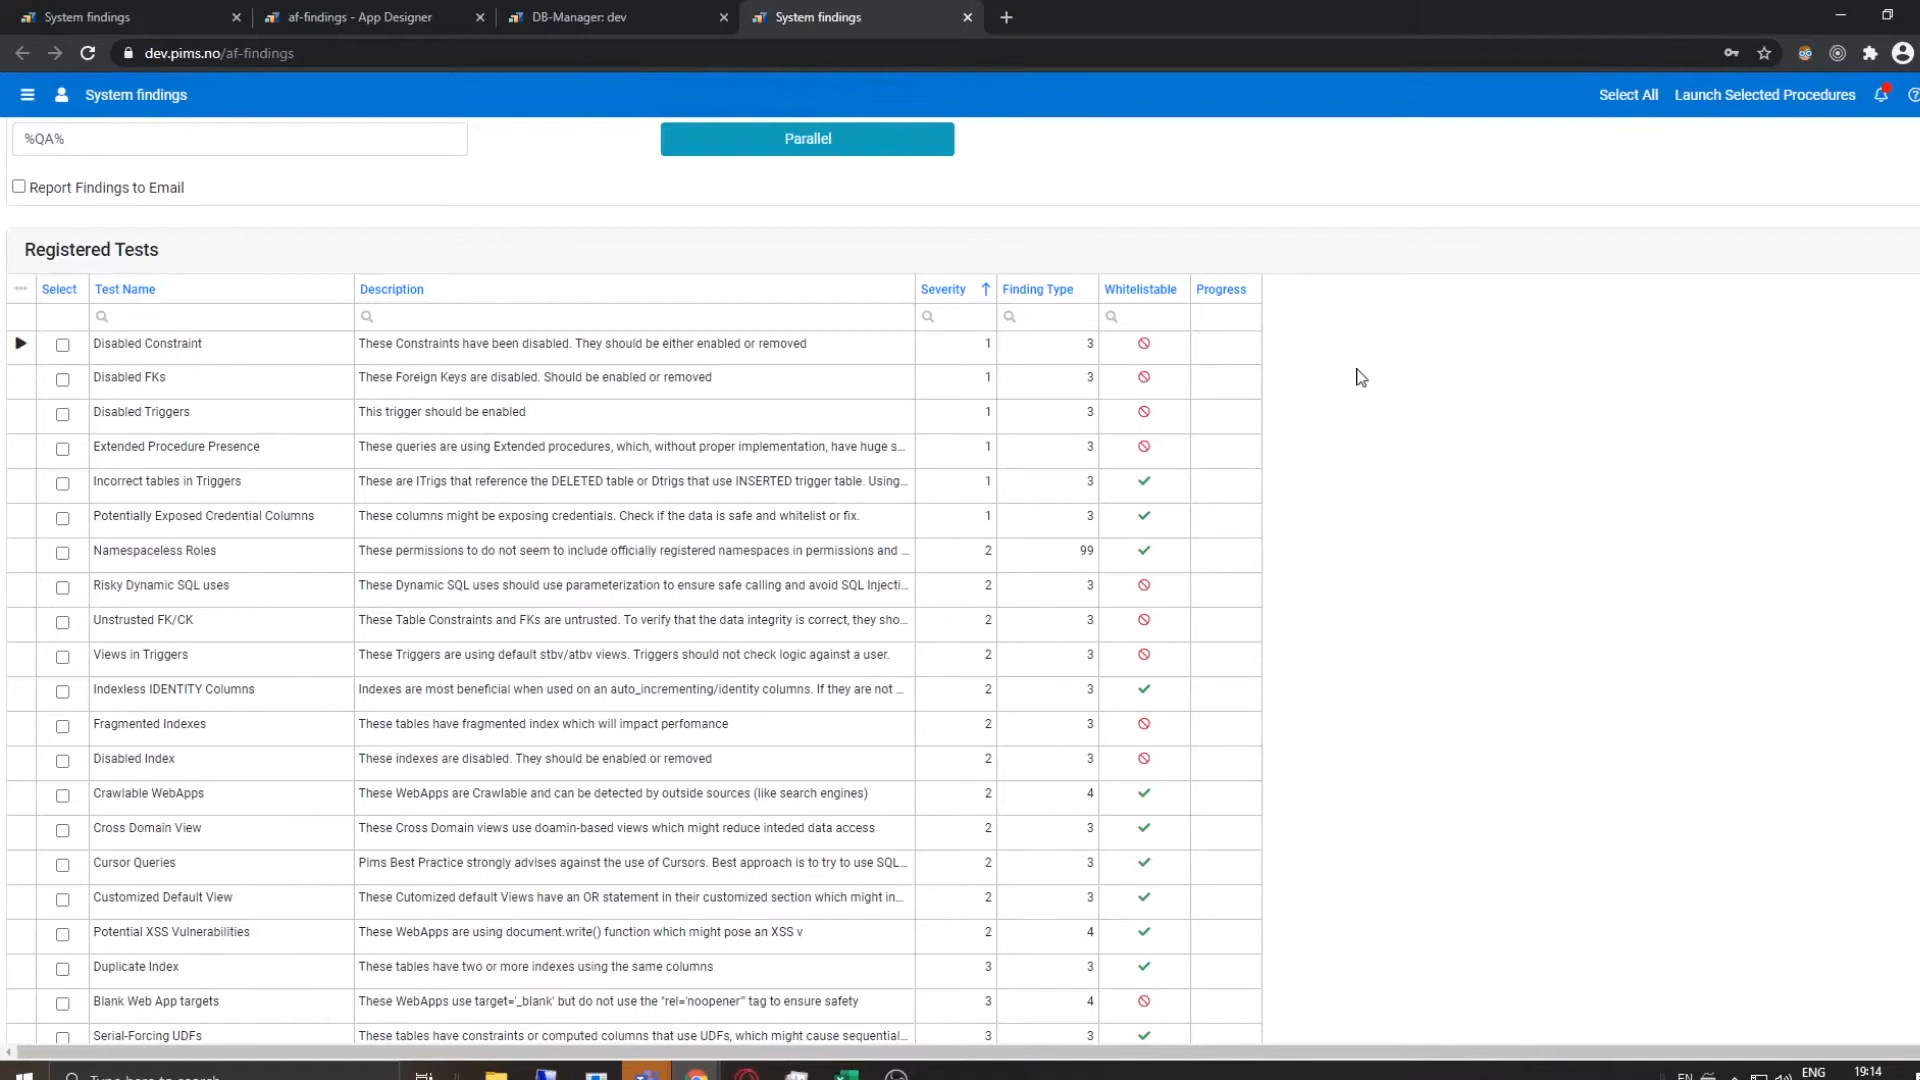 System findings
af-findings - App Designer
DB-Manager: dev
System findings
dev.pims.no/af-findings
System findings
Select All
Launch Selected Procedures
%QA%
Parallel
Report Findings to Email
Registered Tests
Select Test Name Description Severity Finding Type Whitelistable Progress
Disabled Constraint These Constraints have been disabled. They should be either enabled or removed 1 3
Disabled FKs These Foreign Keys are disabled. Should be enabled or removed 1 3
Disabled Triggers This trigger should be enabled 1 3
Extended Procedure Presence These queries are using Extended procedures, which, without proper implementation, have huge s... 1 3
Incorrect tables in Triggers These are ITrigs that reference the DELETED table or Dtrigs that use INSERTED trigger table. Using... 1 3
Potentially Exposed Credential Columns These columns might be exposing credentials. Check if the data is safe and whitelist or fix. 1 3
Namespaceless Roles These permissions to do not seem to include officially registered namespaces in permissions and ... 2 99
Risky Dynamic SQL uses These Dynamic SQL uses should use parameterization to ensure safe calling and avoid SQL Injecti... 2 3
Unstrusted FK/CK These Table Constraints and FKs are untrusted. To verify that the data integrity is correct, they sho... 2 3
Views in Triggers These Triggers are using default stbv/atbv views. Triggers should not check logic against a user. 2 3
Indexless IDENTITY Columns Indexes are most beneficial when used on an auto_incrementing/identity columns. If they are not ... 2 3
Fragmented Indexes These tables have fragmented index which will impact perfomance 2 3
Disabled Index These indexes are disabled. They should be enabled or removed 2 3
Crawlable WebApps These WebApps are Crawlable and can be detected by outside sources (like search engines) 2 4
Cross Domain View These Cross Domain views use doamin-based views which might reduce inteded data access 2 3
Cursor Queries Pims Best Practice strongly advises against the use of Cursors. Best approach is to try to use SQL... 2 3
Customized Default View These Cutomized default Views have an OR statement in their customized section which might in... 2 3
Potential XSS Vulnerabilities These WebApps are using document.write() function which might pose an XSS v 2 4
Duplicate Index These tables have two or more indexes using the same columns 3 3
Blank Web App targets These WebApps use target='_blank' but do not use the "rel='noopener'" tag to ensure safety 3 4
Serial-Forcing UDFs These tables have constraints or computed columns that use UDFs, which might cause sequential... 3 3
Type here to search
EN
ENG
19:14